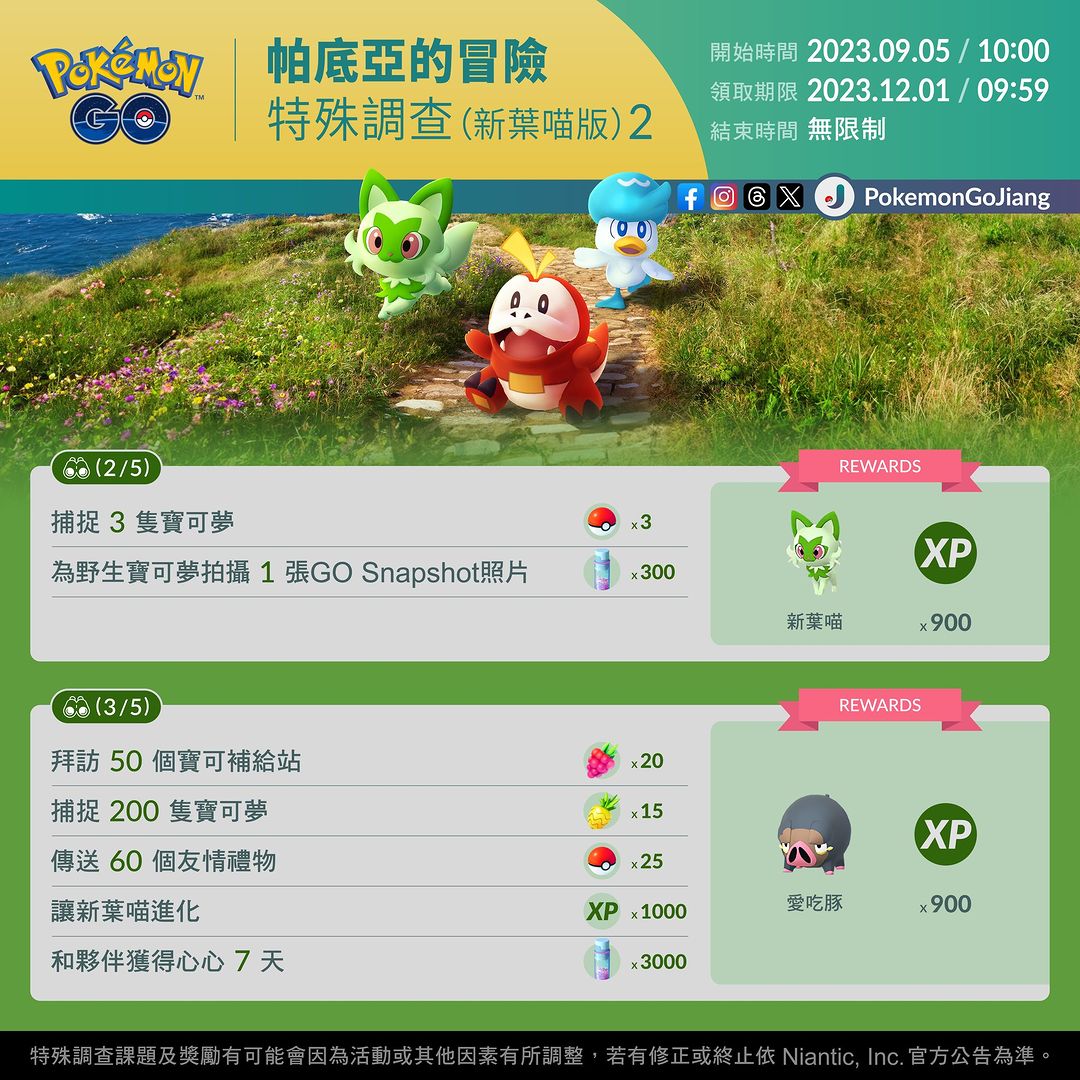 POKÉMON GO™
帕底亞的冒險
特殊調查(新葉喵版)2
開始時間 2023.09.05 / 10:00
領取期限 2023.12.01 / 09:59
結束時間 無限制
PokemonGoJiang
(2/5)
REWARDS
捕捉 3 隻寶可夢 x3
為野生寶可夢拍攝 1 張GO Snapshot照片 x300
XP
新葉喵 x900
(3/5)
REWARDS
拜訪 50 個寶可補給站 x20
捕捉 200 隻寶可夢 x15
傳送 60 個友情禮物 x25
讓新葉喵進化 XP x1000
和夥伴獲得心心 7 天 x3000
XP
愛吃豚 x900
特殊調查課題及獎勵有可能會因為活動或其他因素有所調整，若有修正或終止依 Niantic, Inc. 官方公告為準。